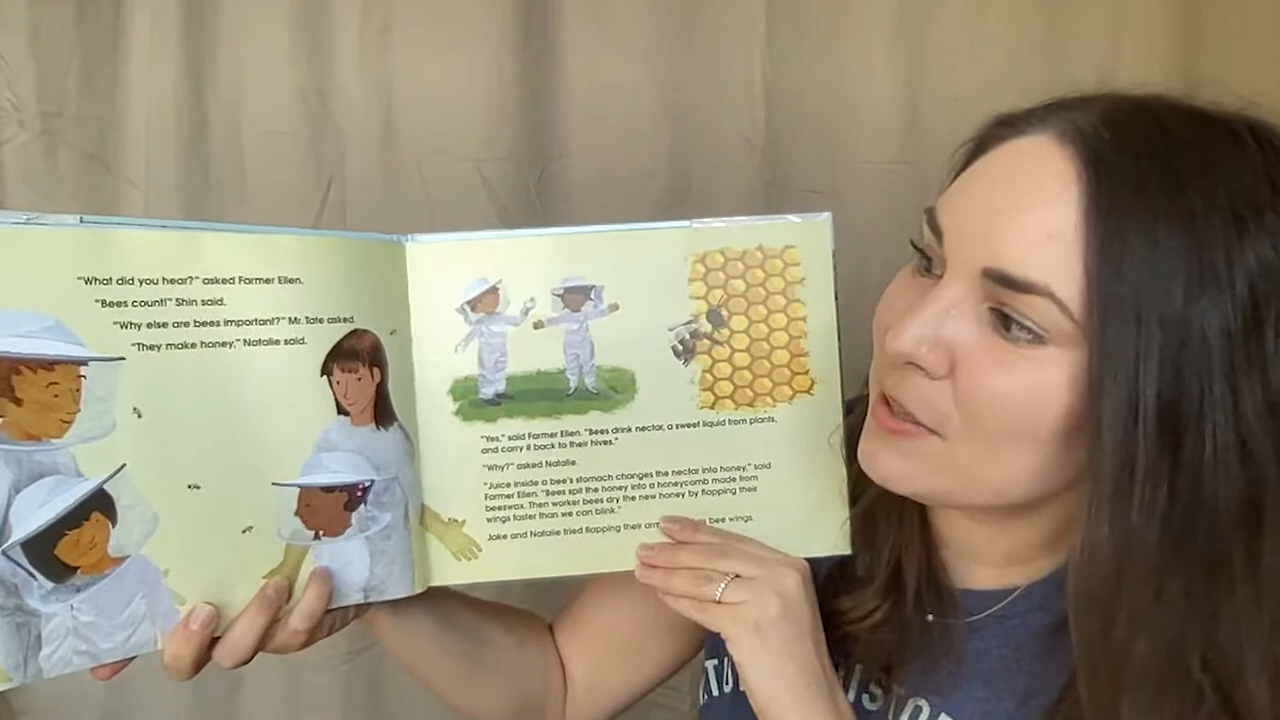 "What did you hear?" asked Farmer Ellen.
"Bees count!" Shin said.
"Why else are bees important?" Mr. Tate asked.
"They make honey," Natalie said.
"Yes," said Farmer Ellen. "Bees drink nectar, a sweet liquid from plants,
and carry it back to their hives."
"Why?" asked Natalie.
"Juice inside a bee's stomach changes the nectar into honey," said
Farmer Ellen. "Bees spit the honey into a honeycomb made from
beeswax. Then worker bees dry the new honey by flapping their
wings faster than we can blink."
Jake and Natalie tried flapping their bee wings.